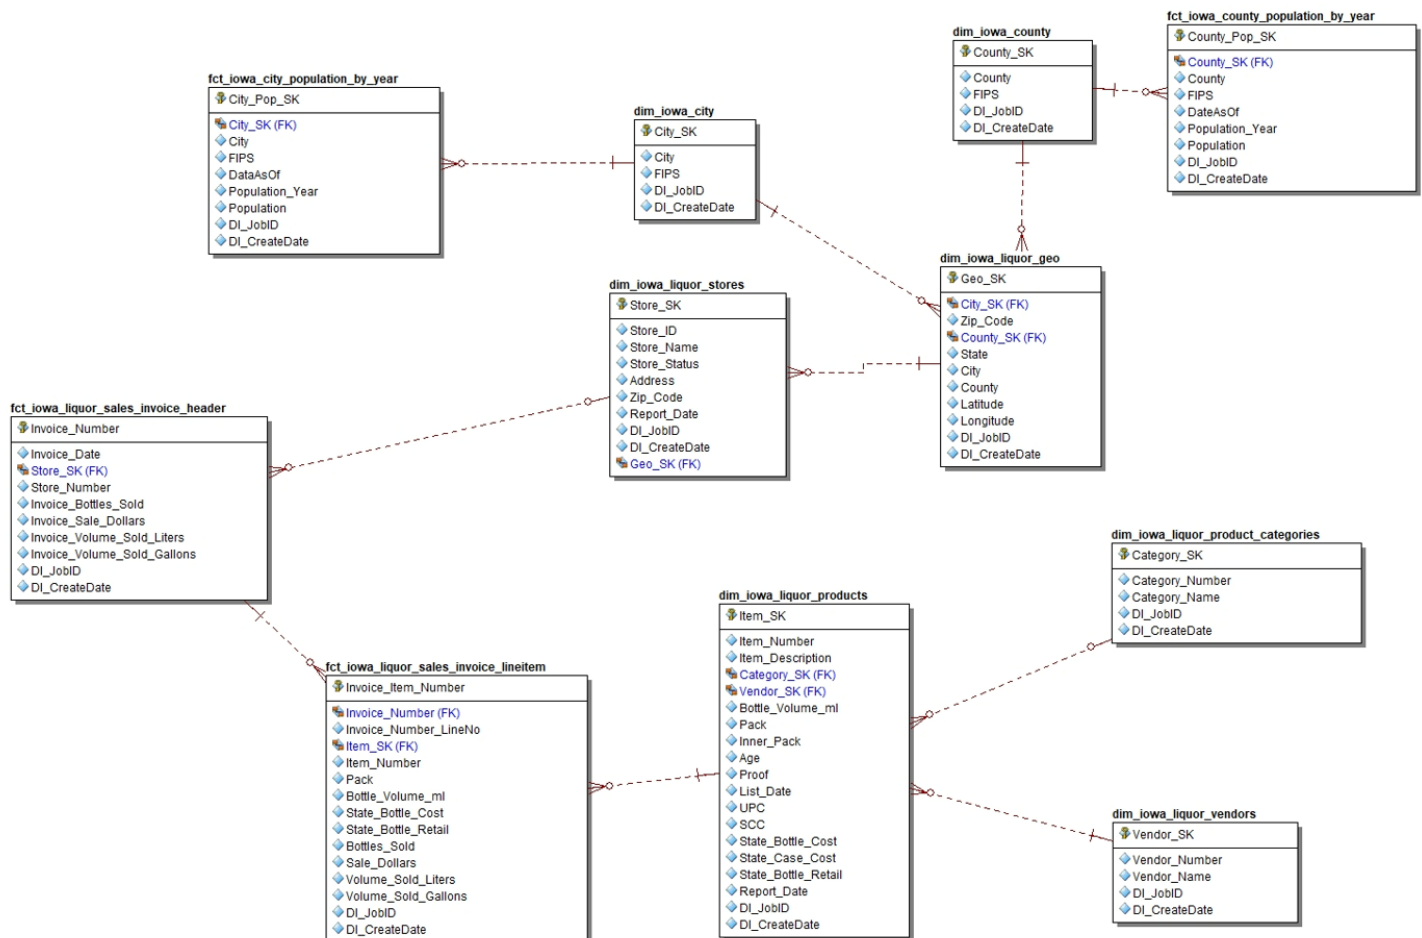 fct_iowa_city_population_by_year
City_Pop_SK
City_SK (FK)
City
FIPS
DataAsOf
Population_Year
Population
DI_JobID
DI_CreateDate
dim_iowa_city
City_SK
City
FIPS
DI_JobID
DI_CreateDate
dim_iowa_county
County_SK
County
FIPS
DI_JobID
DI_CreateDate
fct_iowa_county_population_by_year
County_Pop_SK
County_SK (FK)
County
FIPS
DateAsOf
Population_Year
Population
DI_JobID
DI_CreateDate
dim_iowa_liquor_stores
Store_SK
Store_ID
Store_Name
Store_Status
Address
Zip_Code
Report_Date
DI_JobID
DI_CreateDate
Geo_SK (FK)
dim_iowa_liquor_geo
Geo_SK
City_SK (FK)
Zip_Code
County_SK (FK)
State
City
County
Latitude
Longitude
DI_JobID
DI_CreateDate
fct_iowa_liquor_sales_invoice_header
Invoice_Number
Invoice_Date
Store_SK (FK)
Store_Number
Invoice_Bottles_Sold
Invoice_Sale_Dollars
Invoice_Volume_Sold_Liters
Invoice_Volume_Sold_Gallons
DI_JobID
DI_CreateDate
fct_iowa_liquor_sales_invoice_lineitem
Invoice_Item_Number
Invoice_Number (FK)
Invoice_Number_LineNo
Item_SK (FK)
Item_Number
Pack
Bottle_Volume_ml
State_Bottle_Cost
State_Bottle_Retail
Bottles_Sold
Sale_Dollars
Volume_Sold_Liters
Volume_Sold_Gallons
DI_JobID
DI_CreateDate
dim_iowa_liquor_products
Item_SK
Item_Number
Item_Description
Category_SK (FK)
Vendor_SK (FK)
Bottle_Volume_ml
Pack
Inner_Pack
Age
Proof
List_Date
UPC
SCC
State_Bottle_Cost
State_Case_Cost
State_Bottle_Retail
Report_Date
DI_JobID
DI_CreateDate
dim_iowa_liquor_product_categories
Category_SK
Category_Number
Category_Name
DI_JobID
DI_CreateDate
dim_iowa_liquor_vendors
Vendor_SK
Vendor_Number
Vendor_Name
DI_JobID
DI_CreateDate